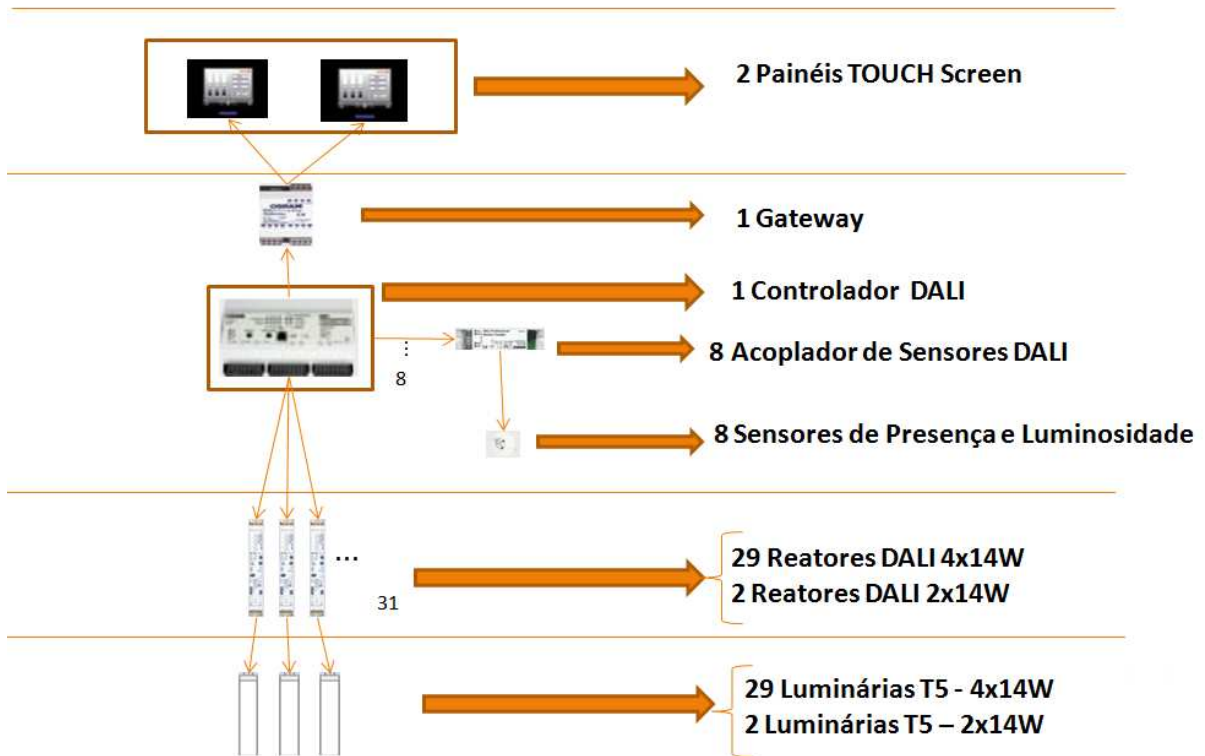 2 Painéis TOUCH Screen
OSRAM
1 Gateway
1 Controlador DALI
8 Acoplador de Sensores DALI
...
8
8 Sensores de Presença e Luminosidade
...
31
29 Reatores DALI 4x14W
2 Reatores DALI 2x14W
29 Luminárias T5 - 4x14W
2 Luminárias T5 – 2x14W